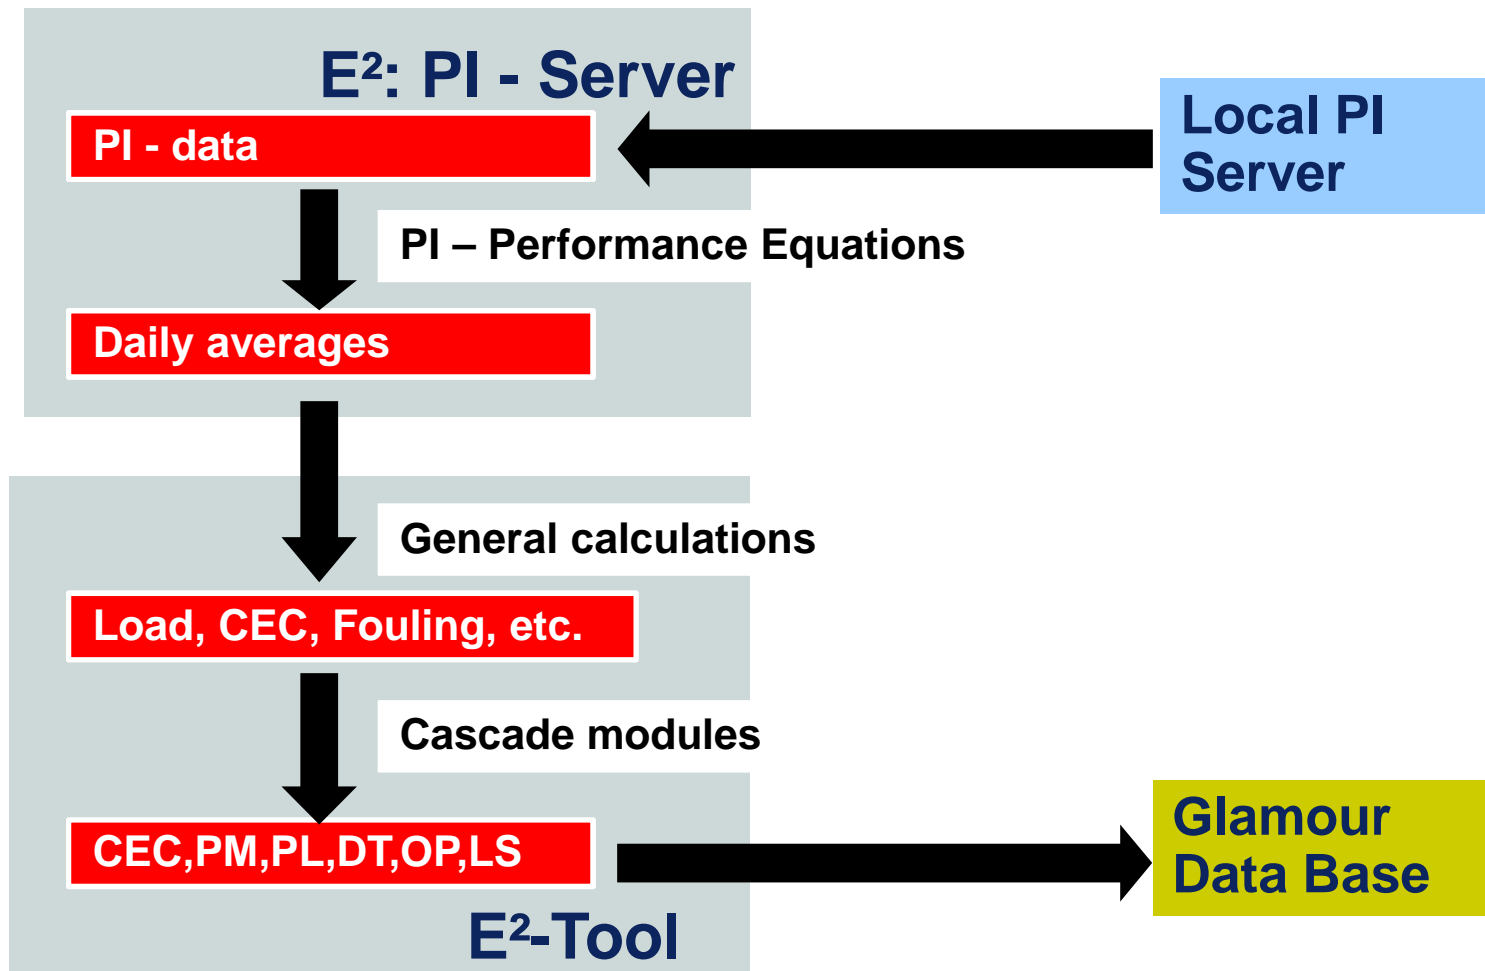 E²: PI - Server
Local PI
Server
PI - data
PI – Performance Equations
Daily averages
General calculations
Load, CEC, Fouling, etc.
Cascade modules
CEC,PM,PL,DT,OP,LS
Glamour
Data Base
E²-Tool